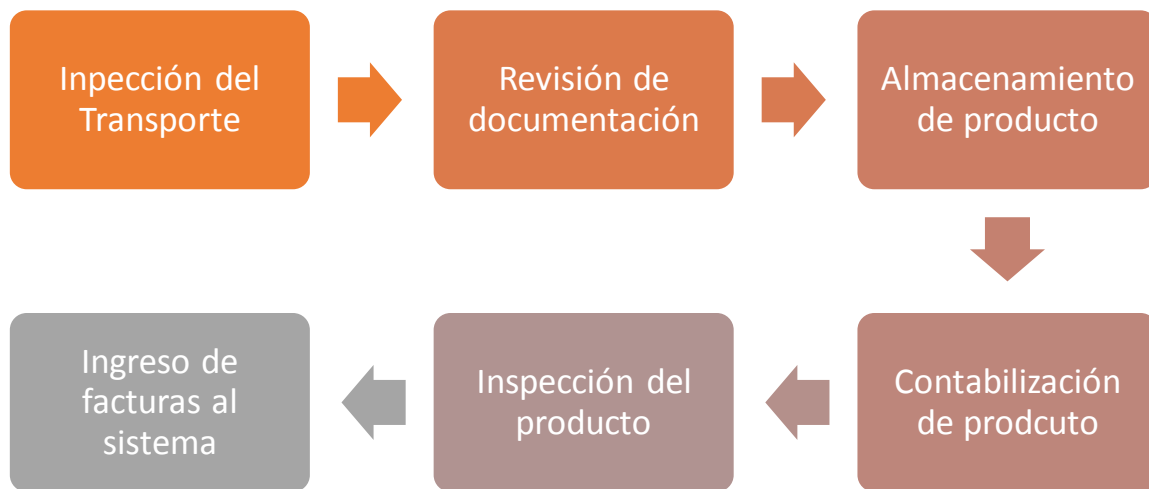 Inpección del
Transporte
Revisión de
documentación
Almacenamiento
de producto
Contabilización
de prodcuto
Inspección del
producto
Ingreso de
facturas al
sistema